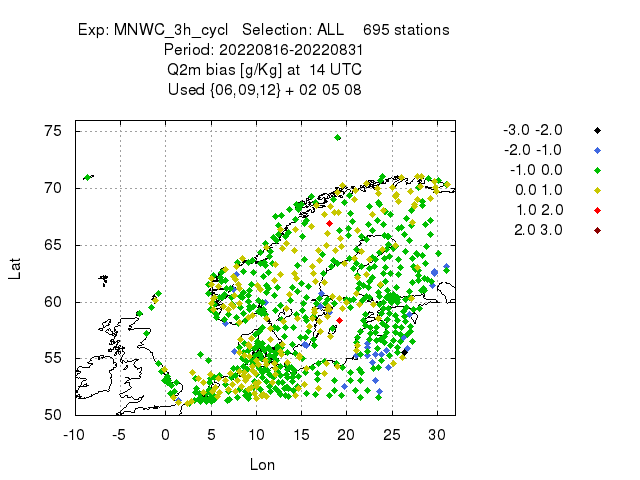 Exp: MNWC_3h_cycl Selection: ALL 695 stations
Period: 20220816-20220831
Q2m bias [g/Kg] at 14 UTC
Used {06,09,12} + 02 05 08
75
70
65
60
55
50
Lat
-10 -5 0 5 10 15 20 25 30
Lon
-3.0 -2.0
-2.0 -1.0
-1.0 0.0
0.0 1.0
1.0 2.0
2.0 3.0